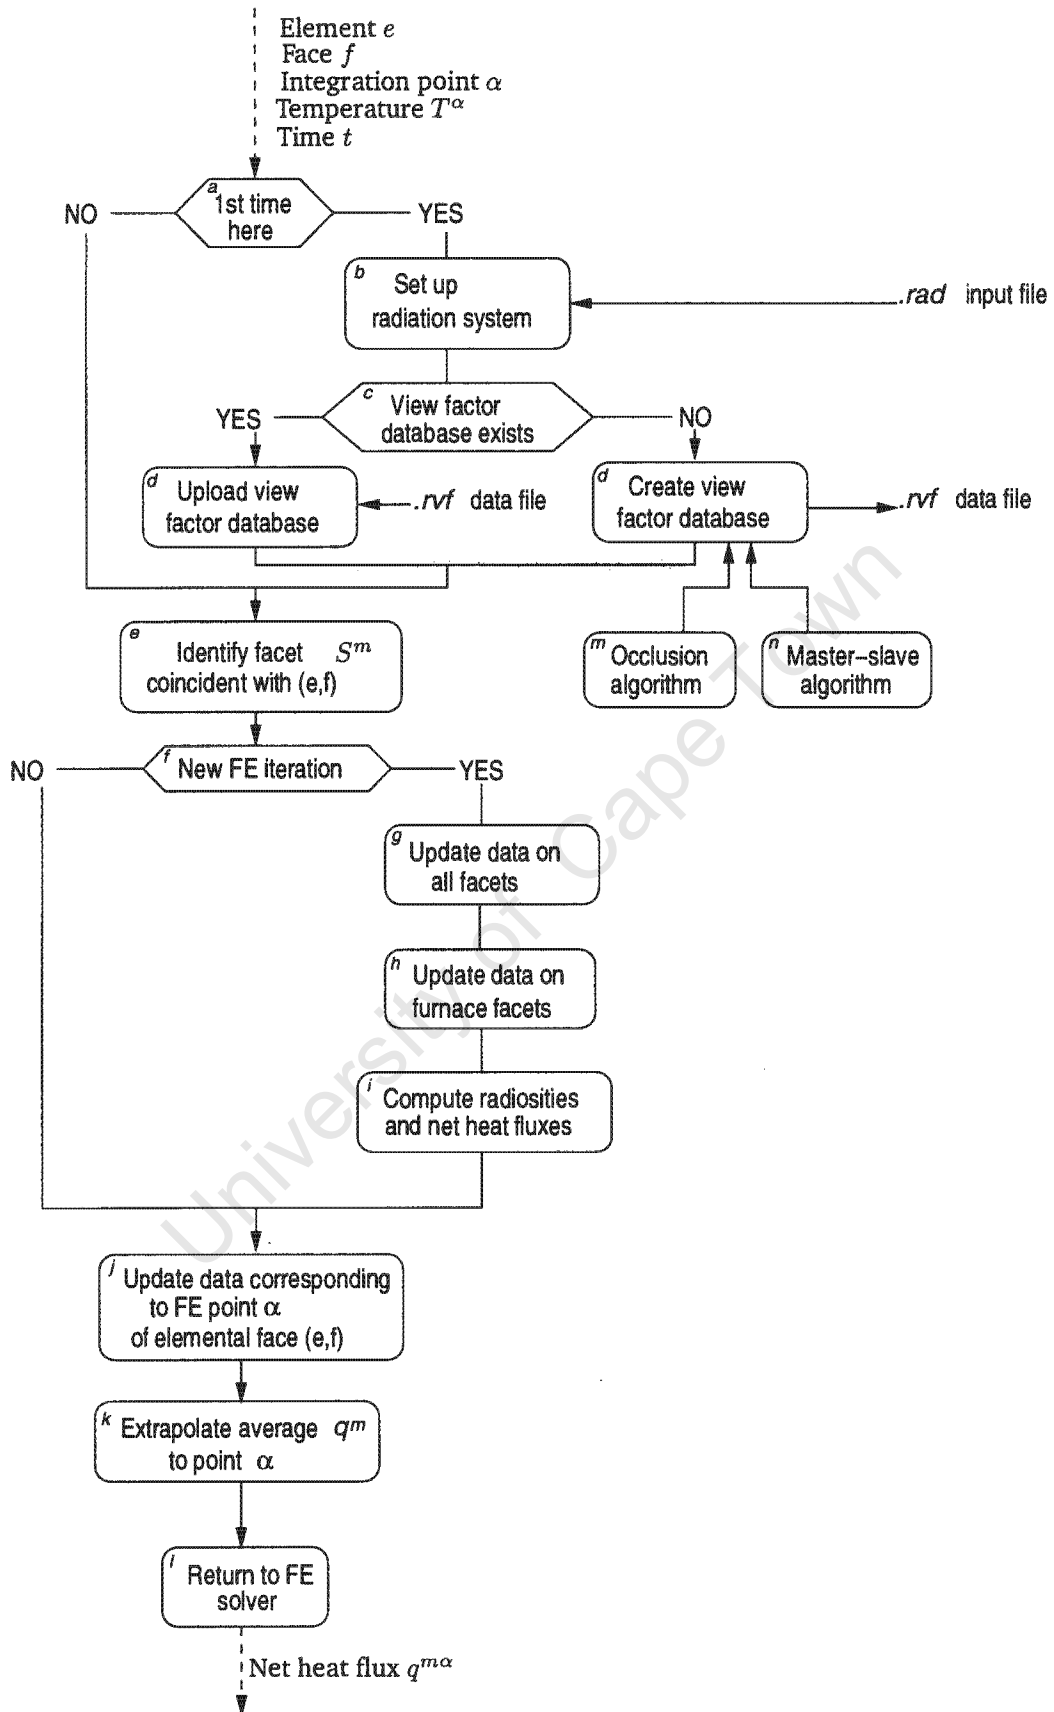 Element e
Face f
Integration point α
Temperature T^α
Time t
a
1st time
here
NO
YES
b
Set up
radiation system
.rad input file
c
View factor
database exists
YES
NO
d
Upload view
factor database
.rvf data file
d
Create view
factor database
.rvf data file
e
Identify facet S^m
coincident with (e,f)
m
Occlusion
algorithm
n
Master–slave
algorithm
f
New FE iteration
NO
YES
g
Update data on
all facets
h
Update data on
furnace facets
i
Compute radiosities
and net heat fluxes
j
Update data corresponding
to FE point α
of elemental face (e,f)
k
Extrapolate average q^m
to point α
l
Return to FE
solver
Net heat flux q^{mα}
University of Cape Town